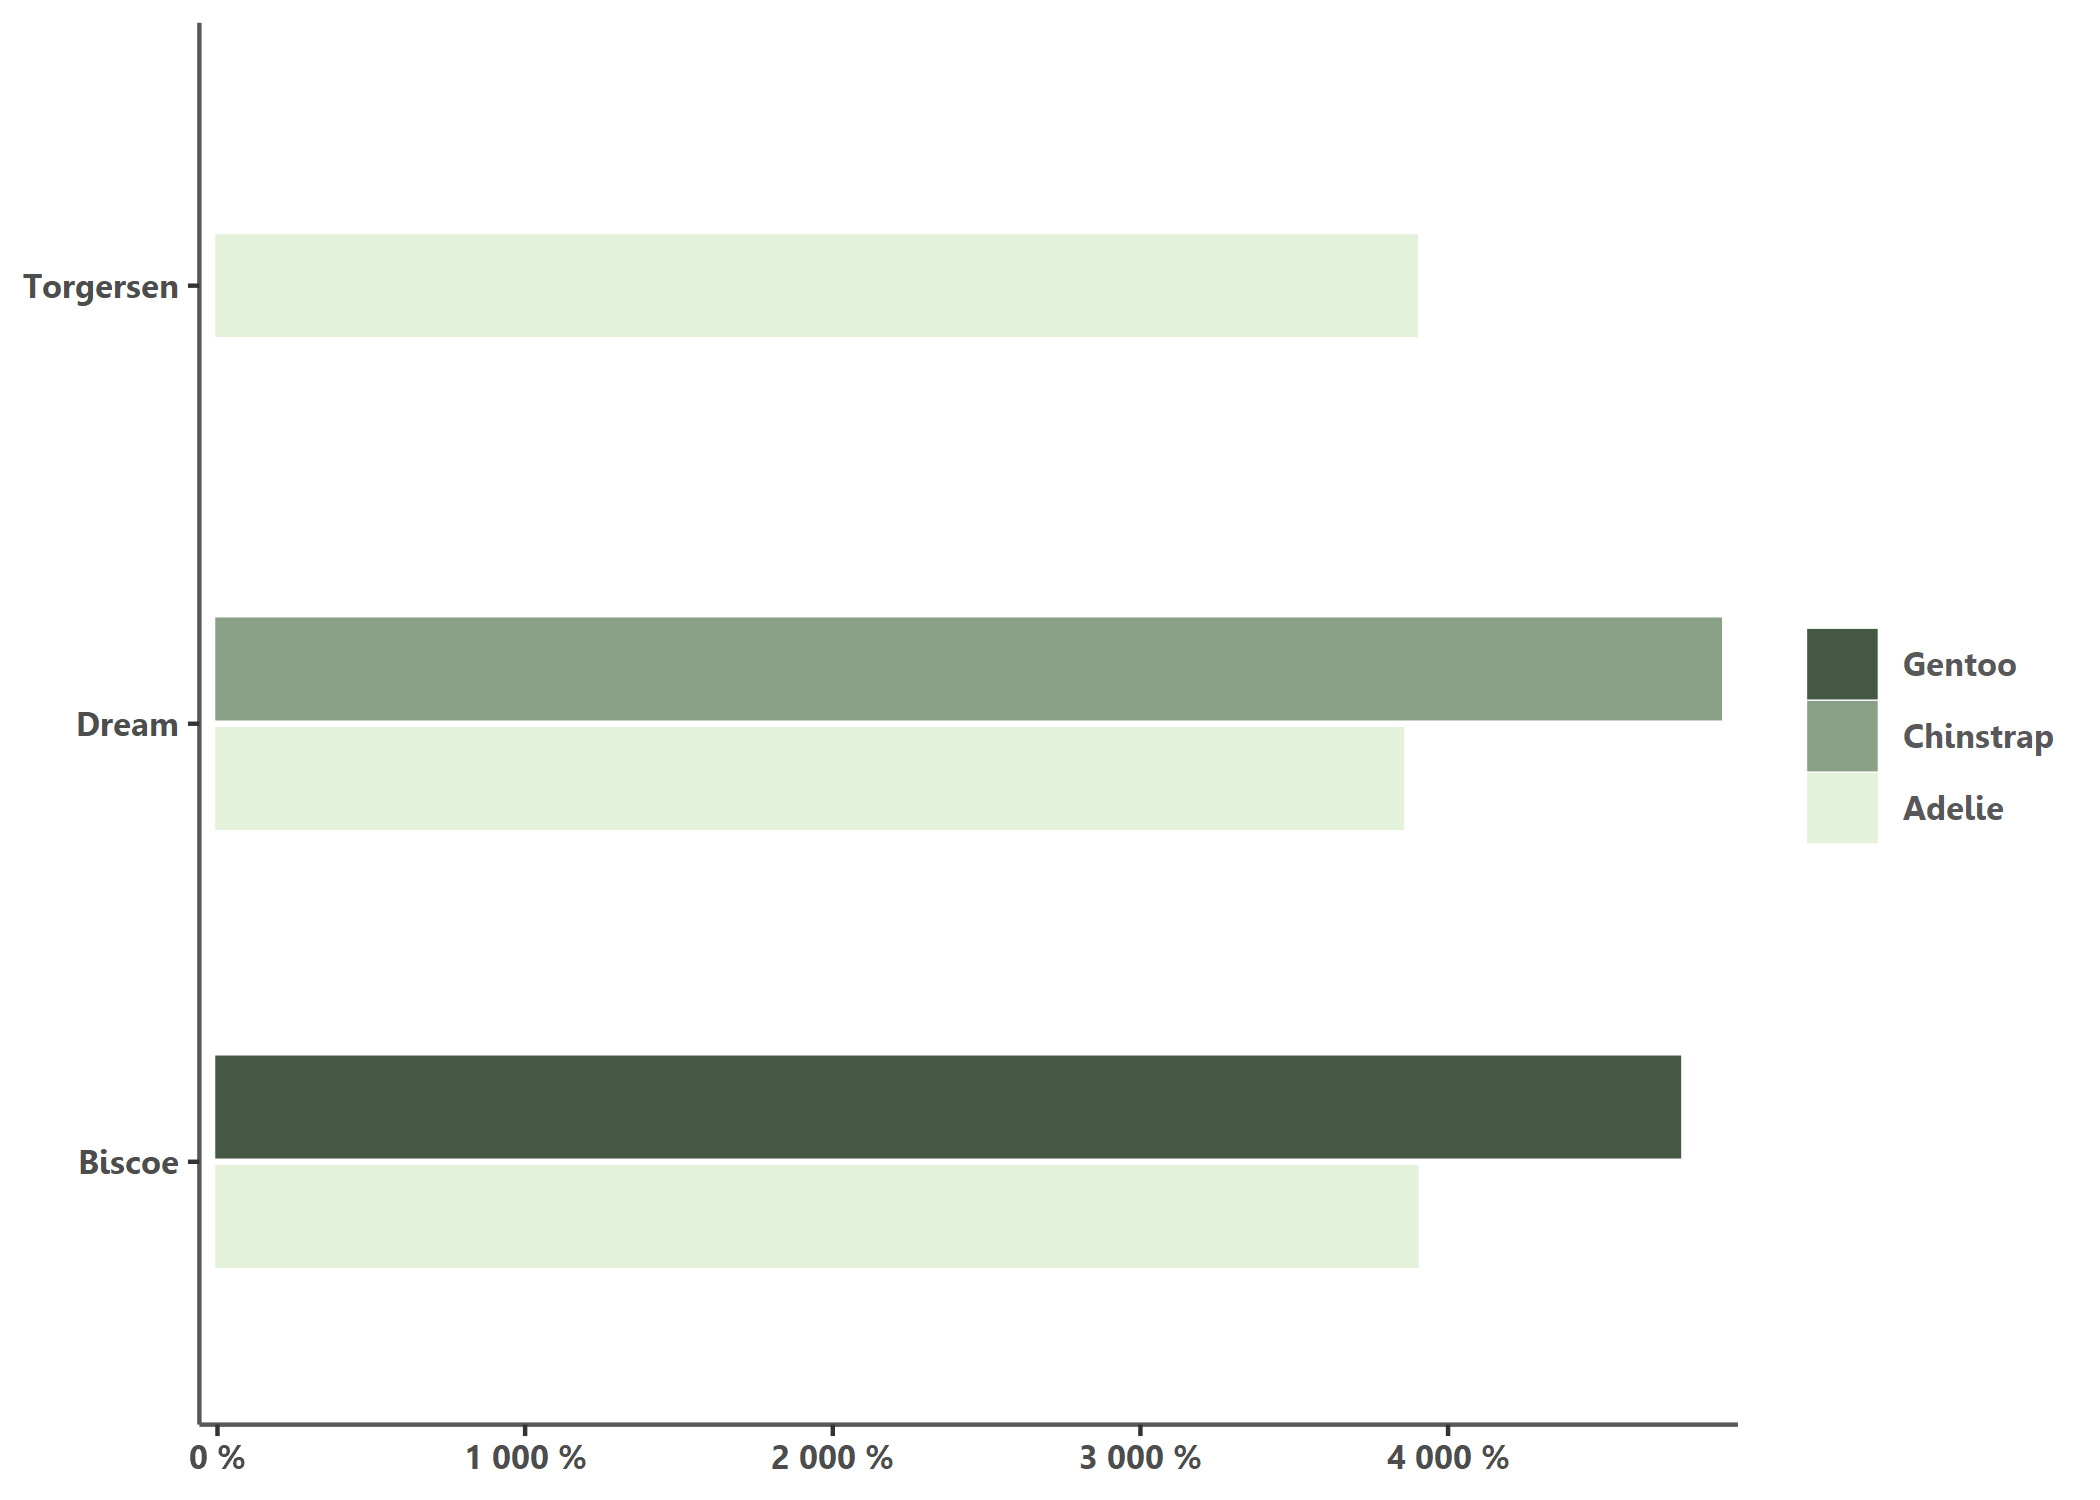 Torgersen
Dream
Biscoe
0 %
1 000 %
2 000 %
3 000 %
4 000 %
Gentoo
Chinstrap
Adelie